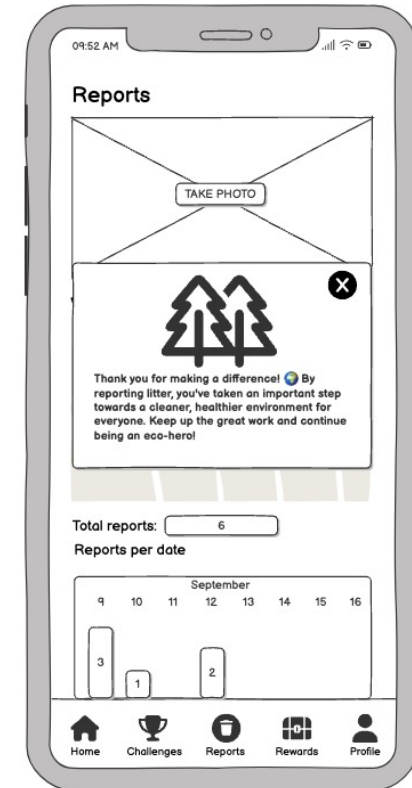 09:52 AM
Reports
TAKE PHOTO
X
Thank you for making a difference! 🌍 By
reporting litter, you've taken an important step
towards a cleaner, healthier environment for
everyone. Keep up the great work and continue
being an eco-hero!
Total reports: 6
Reports per date
September
9 10 11 12 13 14 15 16
3 1 2
Home Challenges Reports Rewards Profile